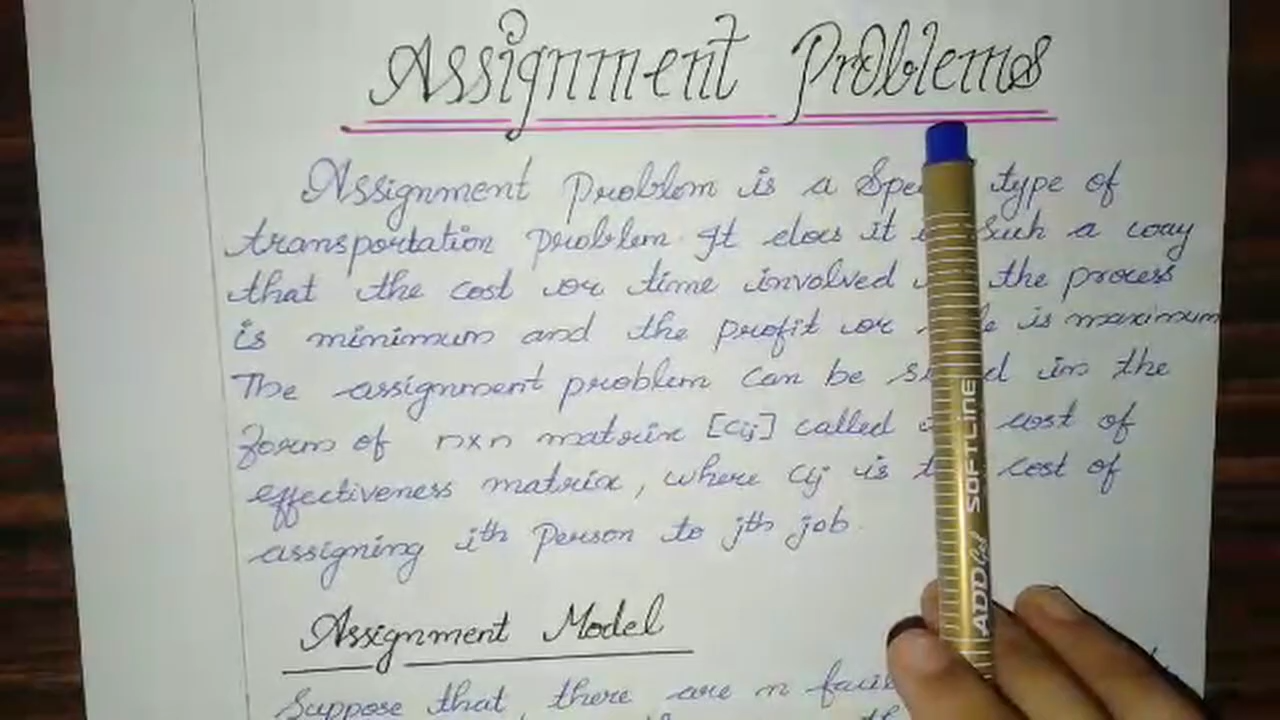 Assignment Problems
Assignment Problem is a type of
transportation problem. It does it such a way
that the cost or time involved the process
is minimum and the profit or is maximum
The assignment problem can be in the
form of nxn matrix [cij] called cost of
effectiveness matrix, where cij is cost of
assigning ith Person to jth job.
Assignment Model
Suppose that, there are n
ADD gel SOFTLINE